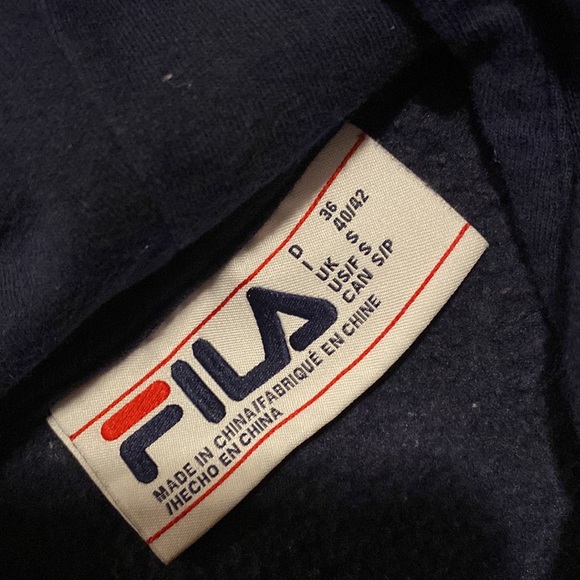 FILA
D 36
I 40/42
UK S
US/F S
CAN S/P
MADE IN CHINA/FABRIQUÉ EN CHINE
/HECHO EN CHINA